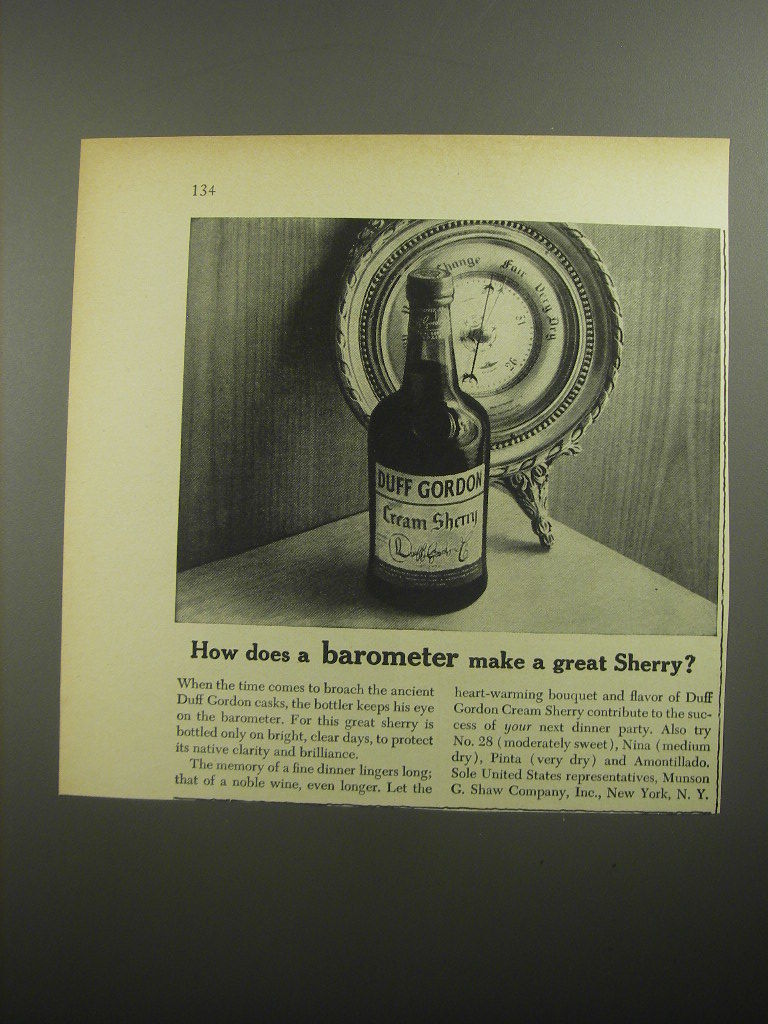 134
Change Fair Very Dry
31
DUFF GORDON
Cream Sherry
Duff Gordon
How does a barometer make a great Sherry?
When the time comes to broach the ancient
Duff Gordon casks, the bottler keeps his eye
on the barometer. For this great sherry is
bottled only on bright, clear days, to protect
its native clarity and brilliance.
The memory of a fine dinner lingers long;
that of a noble wine, even longer. Let the
heart-warming bouquet and flavor of Duff
Gordon Cream Sherry contribute to the suc-
cess of your next dinner party. Also try
No. 28 (moderately sweet), Nina (medium
dry), Pinta (very dry) and Amontillado.
Sole United States representatives, Munson
G. Shaw Company, Inc., New York, N. Y.